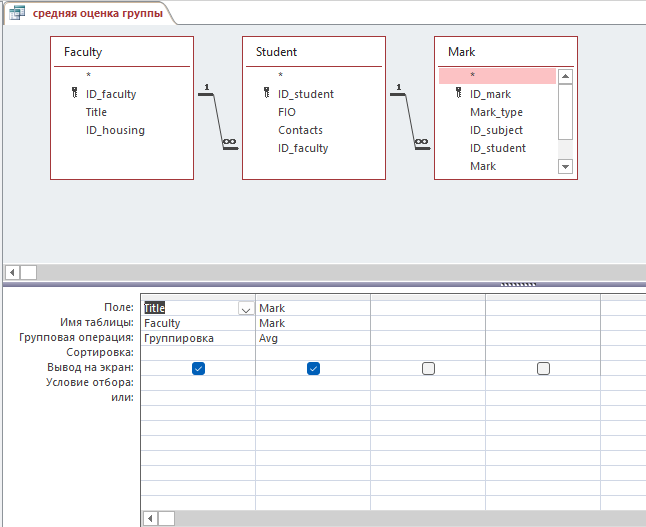 средняя оценка группы
Faculty
*
ID_faculty
Title
ID_housing
1
∞
Student
*
ID_student
FIO
Contacts
ID_faculty
1
∞
Mark
*
ID_mark
Mark_type
ID_subject
ID_student
Mark
Поле: Title Mark
Имя таблицы: Faculty Mark
Групповая операция: Группировка Avg
Сортировка:
Вывод на экран:
Условие отбора:
или: